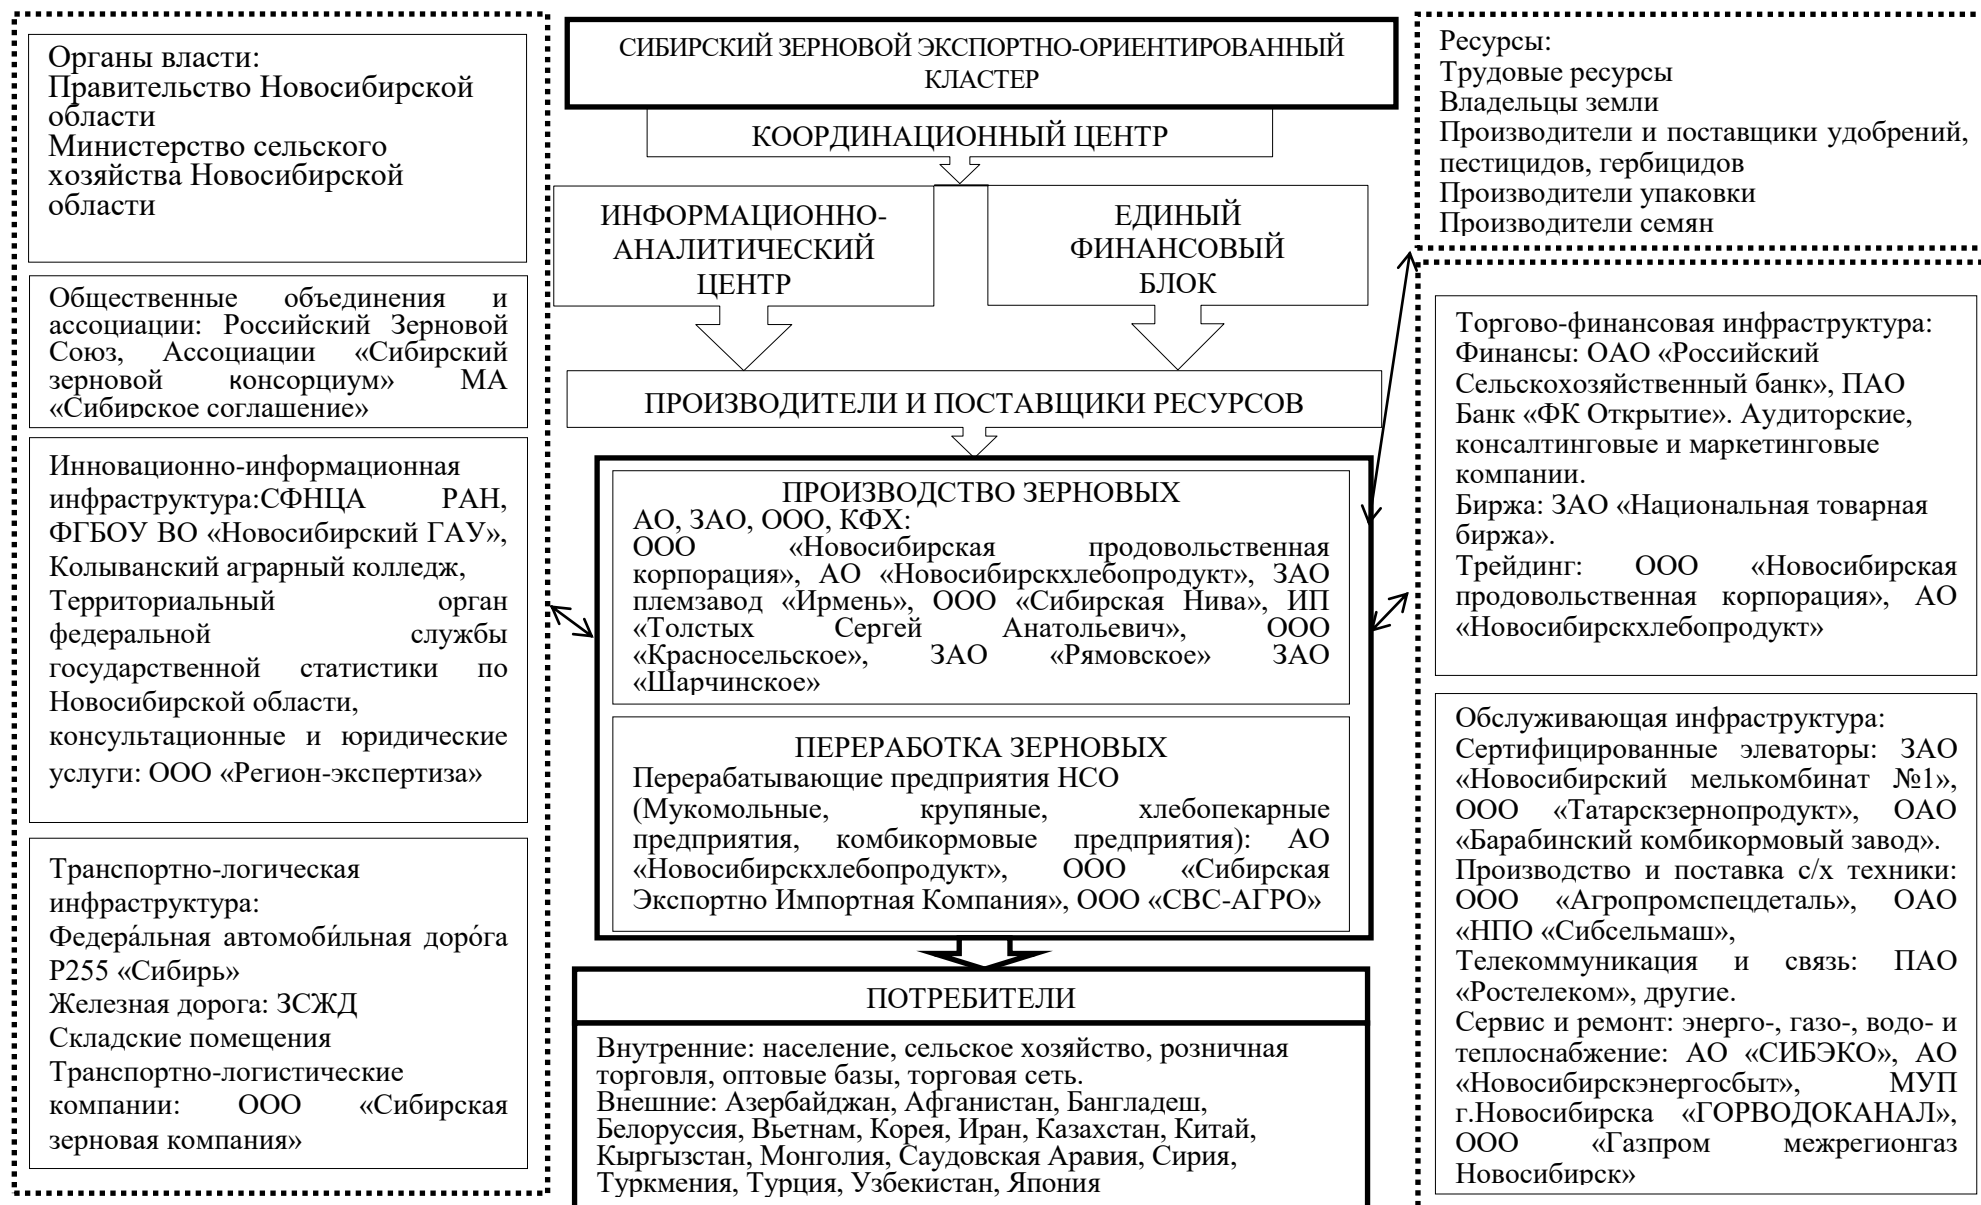 Органы власти:
Правительство Новосибирской
области
Министерство сельского
хозяйства Новосибирской
области
Общественные объединения и
ассоциации: Российский Зерновой
Союз, Ассоциации «Сибирский
зерновой консорциум» МА
«Сибирское соглашение»
Инновационно-информационная
инфраструктура:СФНЦА РАН,
ФГБОУ ВО «Новосибирский ГАУ»,
Колыванский аграрный колледж,
Территориальный орган
федеральной службы
государственной статистики по
Новосибирской области,
консультационные и юридические
услуги: ООО «Регион-экспертиза»
Транспортно-логическая
инфраструктура:
Федера́льная автомоби́льная доро́га
Р255 «Сибирь»
Железная дорога: ЗСЖД
Складские помещения
Транспортно-логистические
компании: ООО «Сибирская
зерновая компания»
СИБИРСКИЙ ЗЕРНОВОЙ ЭКСПОРТНО-ОРИЕНТИРОВАННЫЙ
КЛАСТЕР
КООРДИНАЦИОННЫЙ ЦЕНТР
ИНФОРМАЦИОННО-
АНАЛИТИЧЕСКИЙ
ЦЕНТР
ЕДИНЫЙ
ФИНАНСОВЫЙ
БЛОК
ПРОИЗВОДИТЕЛИ И ПОСТАВЩИКИ РЕСУРСОВ
ПРОИЗВОДСТВО ЗЕРНОВЫХ
АО, ЗАО, ООО, КФХ:
ООО «Новосибирская продовольственная
корпорация», АО «Новосибирскхлебопродукт», ЗАО
племзавод «Ирмень», ООО «Сибирская Нива», ИП
«Толстых Сергей Анатольевич», ООО
«Красносельское», ЗАО «Рямовское» ЗАО
«Шарчинское»
ПЕРЕРАБОТКА ЗЕРНОВЫХ
Перерабатывающие предприятия НСО
(Мукомольные, крупяные, хлебопекарные
предприятия, комбикормовые предприятия): АО
«Новосибирскхлебопродукт», ООО «Сибирская
Экспортно Импортная Компания», ООО «СВС-АГРО»
ПОТРЕБИТЕЛИ
Внутренние: население, сельское хозяйство, розничная
торговля, оптовые базы, торговая сеть.
Внешние: Азербайджан, Афганистан, Бангладеш,
Белоруссия, Вьетнам, Корея, Иран, Казахстан, Китай,
Кыргызстан, Монголия, Саудовская Аравия, Сирия,
Туркмения, Турция, Узбекистан, Япония
Ресурсы:
Трудовые ресурсы
Владельцы земли
Производители и поставщики удобрений,
пестицидов, гербицидов
Производители упаковки
Производители семян
Торгово-финансовая инфраструктура:
Финансы: ОАО «Российский
Сельскохозяйственный банк», ПАО
Банк «ФК Открытие». Аудиторские,
консалтинговые и маркетинговые
компании.
Биржа: ЗАО «Национальная товарная
биржа».
Трейдинг: ООО «Новосибирская
продовольственная корпорация», АО
«Новосибирскхлебопродукт»
Обслуживающая инфраструктура:
Сертифицированные элеваторы: ЗАО
«Новосибирский мелькомбинат №1»,
ООО «Татарскзернопродукт», ОАО
«Барабинский комбикормовый завод».
Производство и поставка с/х техники:
ООО «Агропромспецдеталь», ОАО
«НПО «Сибсельмаш»,
Телекоммуникация и связь: ПАО
«Ростелеком», другие.
Сервис и ремонт: энерго-, газо-, водо- и
теплоснабжение: АО «СИБЭКО», АО
«Новосибирскэнергосбыт», МУП
г.Новосибирска «ГОРВОДОКАНАЛ»,
ООО «Газпром межрегионгаз
Новосибирск»